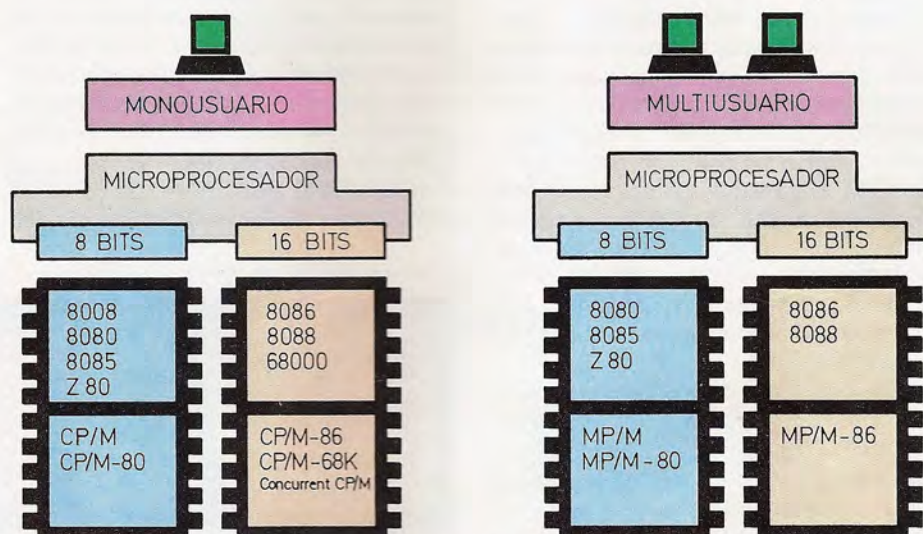 MONOUSUARIO
MICROPROCESADOR
8 BITS
16 BITS
8008
8080
8085
Z 80
8086
8088
68000
CP/M
CP/M-80
CP/M-86
CP/M-68K
Concurrent CP/M
MULTIUSUARIO
MICROPROCESADOR
8 BITS
16 BITS
8080
8085
Z 80
8086
8088
MP/M
MP/M-80
MP/M-86